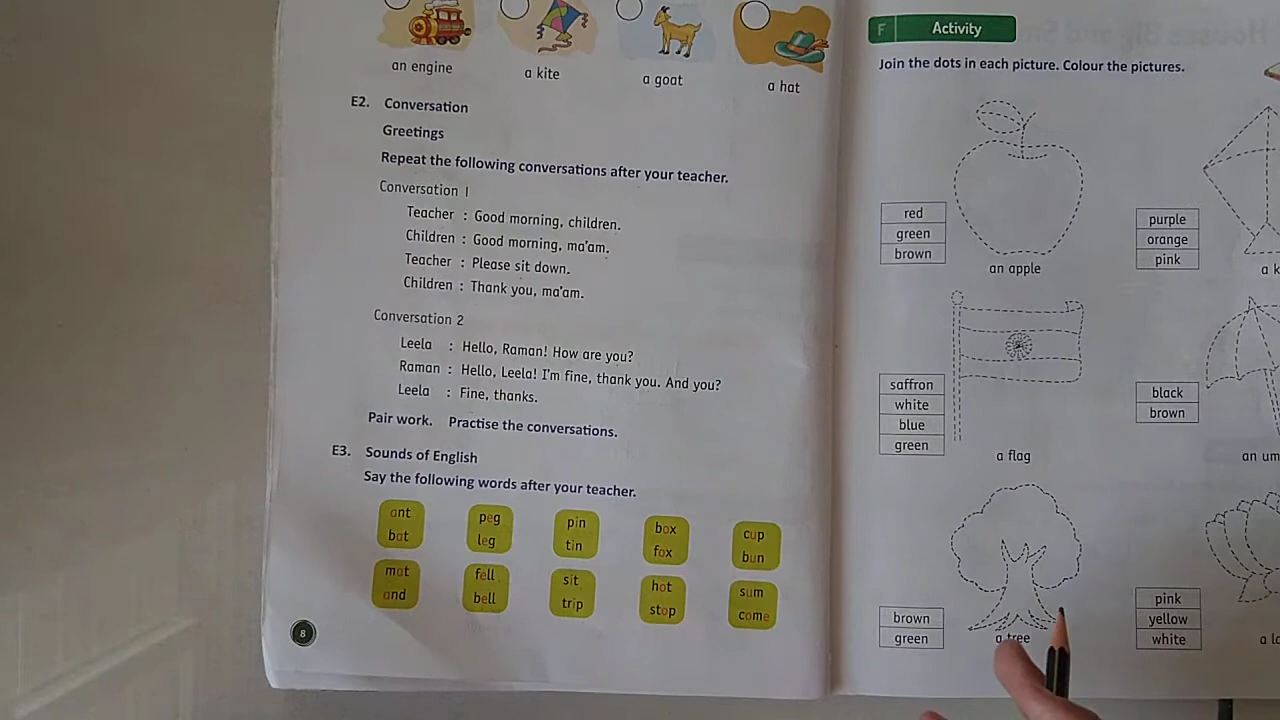 an engine
a kite
a goat
a hat
E2. Conversation
Greetings
Repeat the following conversations after your teacher.
Conversation 1
Teacher : Good morning, children.
Children : Good morning, ma'am.
Teacher : Please sit down.
Children : Thank you, ma'am.
Conversation 2
Leela : Hello, Raman! How are you?
Raman : Hello, Leela! I'm fine, thank you. And you?
Leela : Fine, thanks.
Pair work. Practise the conversations.
E3. Sounds of English
Say the following words after your teacher.
ant
bat
peg
leg
pin
tin
box
fox
cup
bun
mat
and
fell
bell
sit
trip
hot
stop
sum
come
8
F Activity
Join the dots in each picture. Colour the pictures.
red
green
brown
an apple
purple
orange
pink
a k
saffron
white
blue
green
a flag
black
brown
an um
brown
green
a tree
pink
yellow
white
a lo